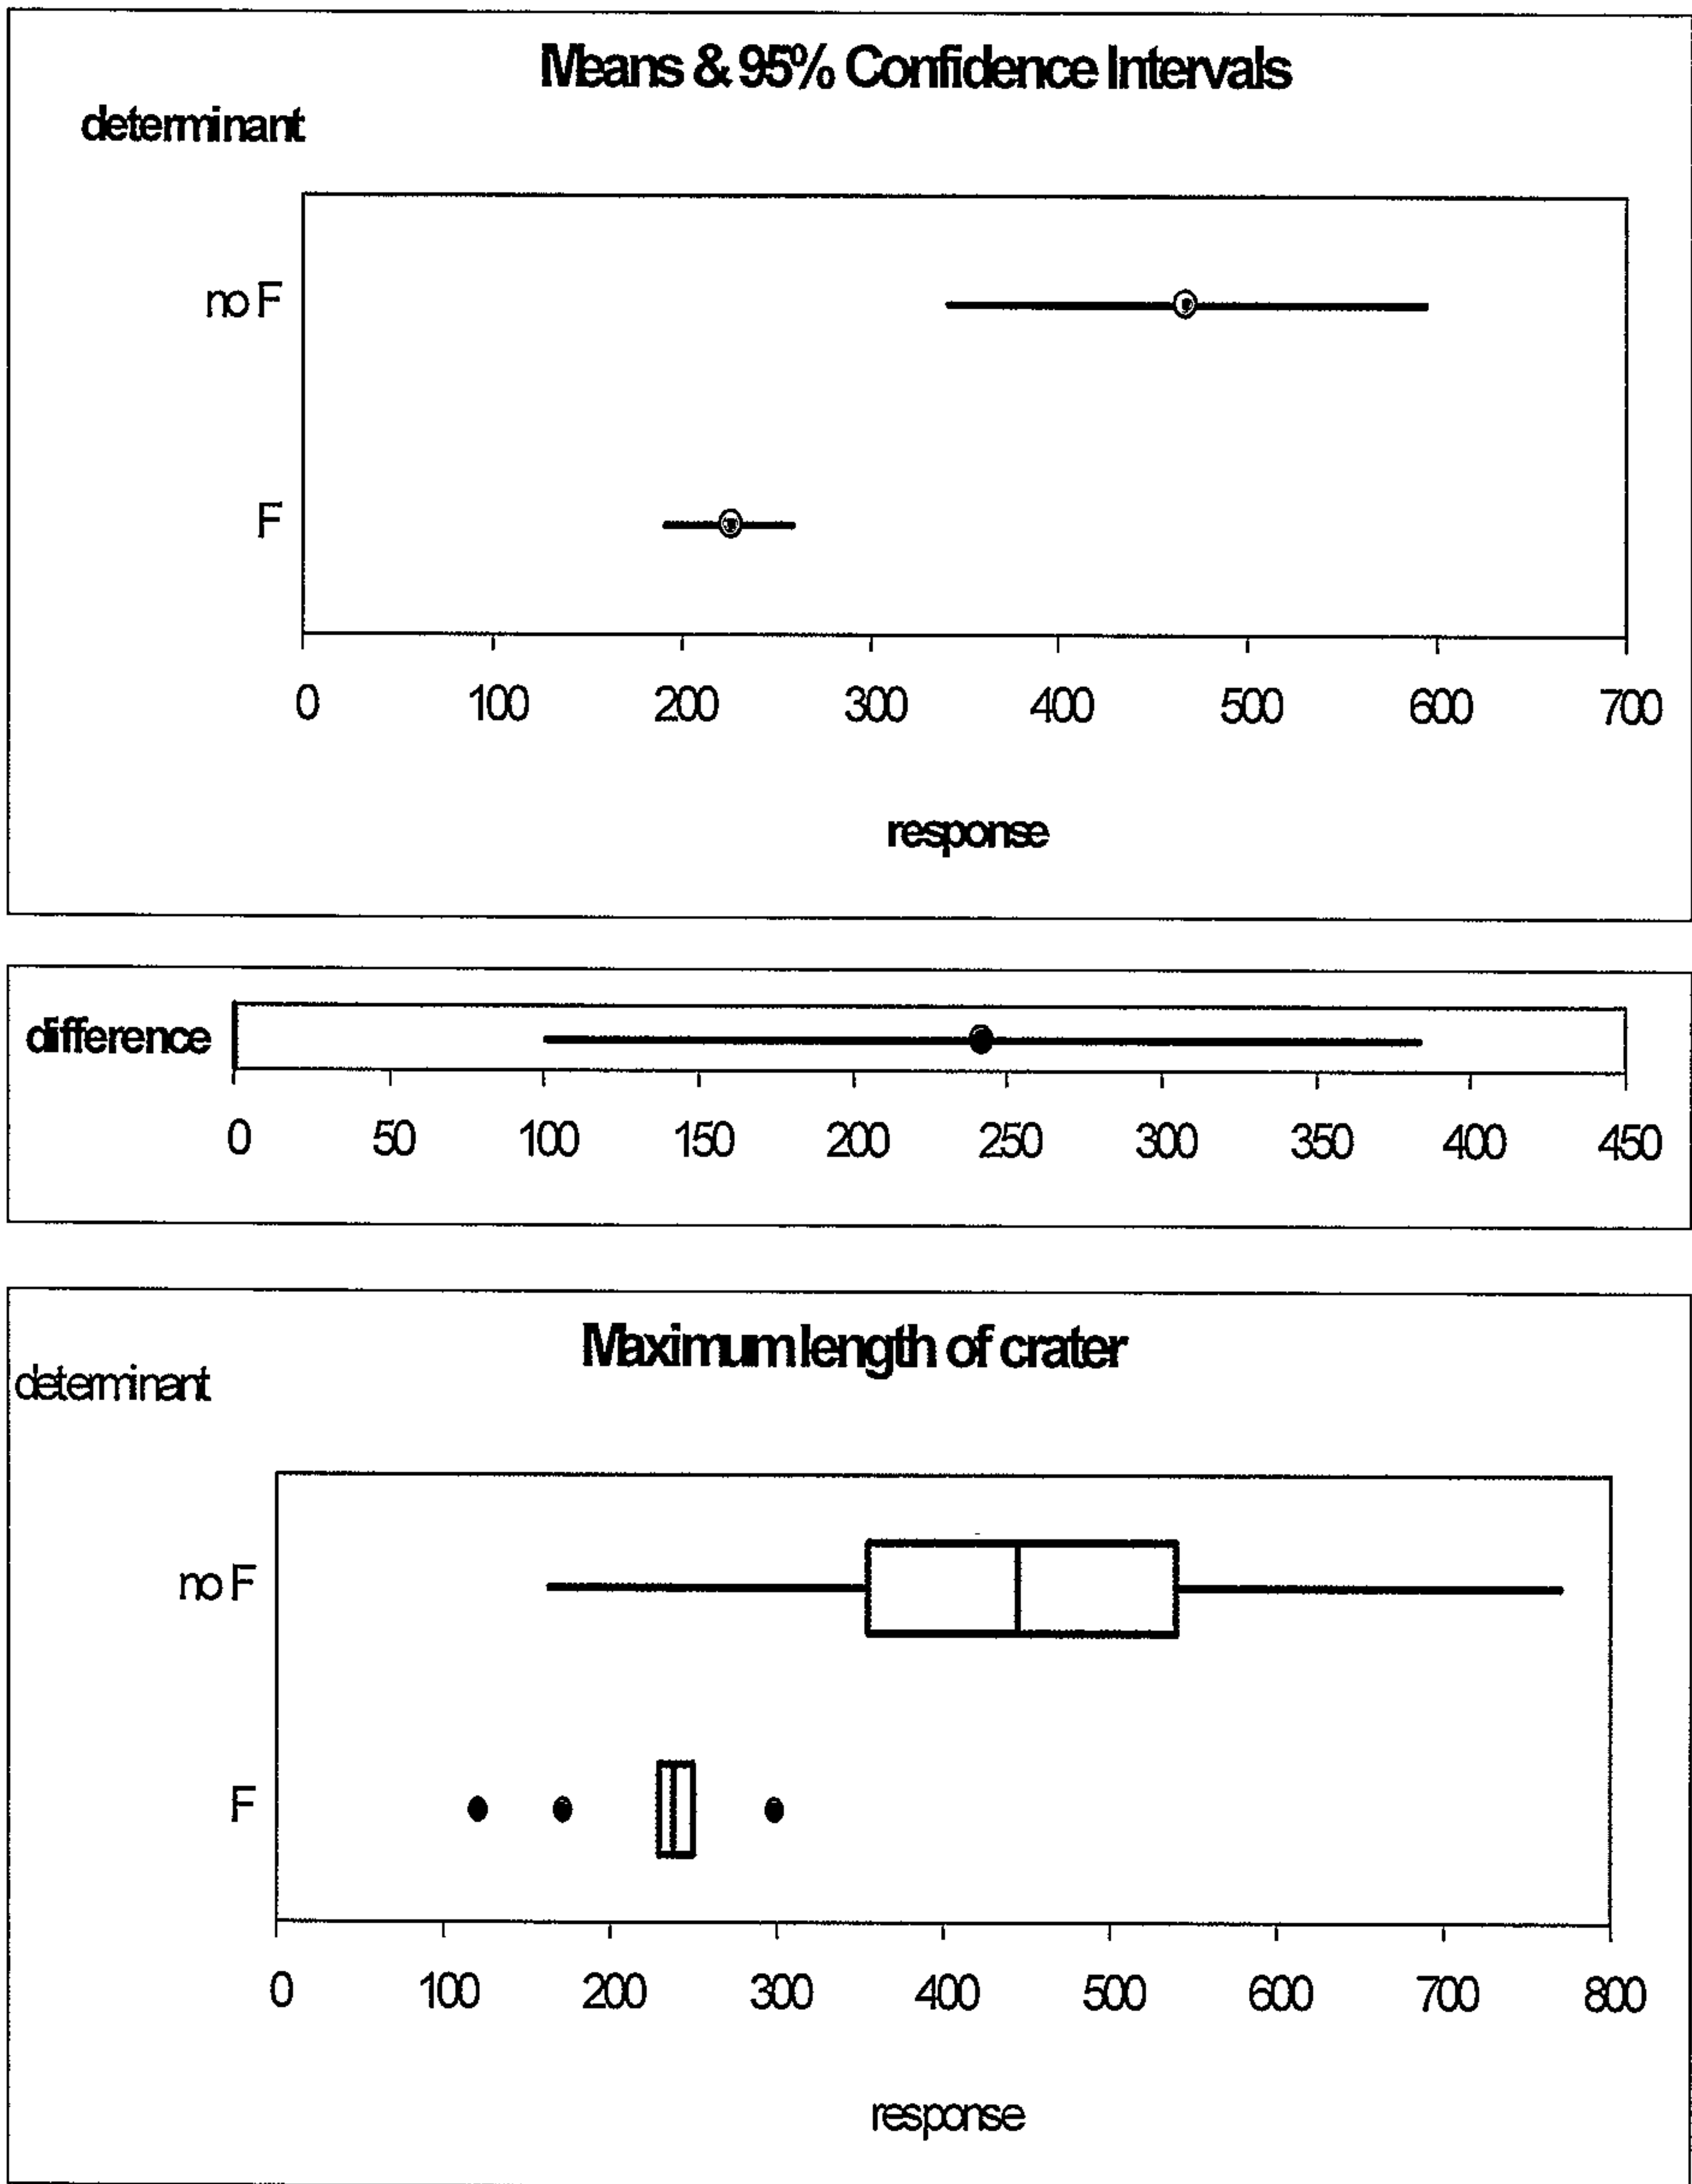 Means & 95% Confidence Intervals
determinant
no F
F
0 100 200 300 400 500 600 700
response
difference
0 50 100 150 200 250 300 350 400 450
Maximum length of crater
determinant
no F
F
0 100 200 300 400 500 600 700 800
response